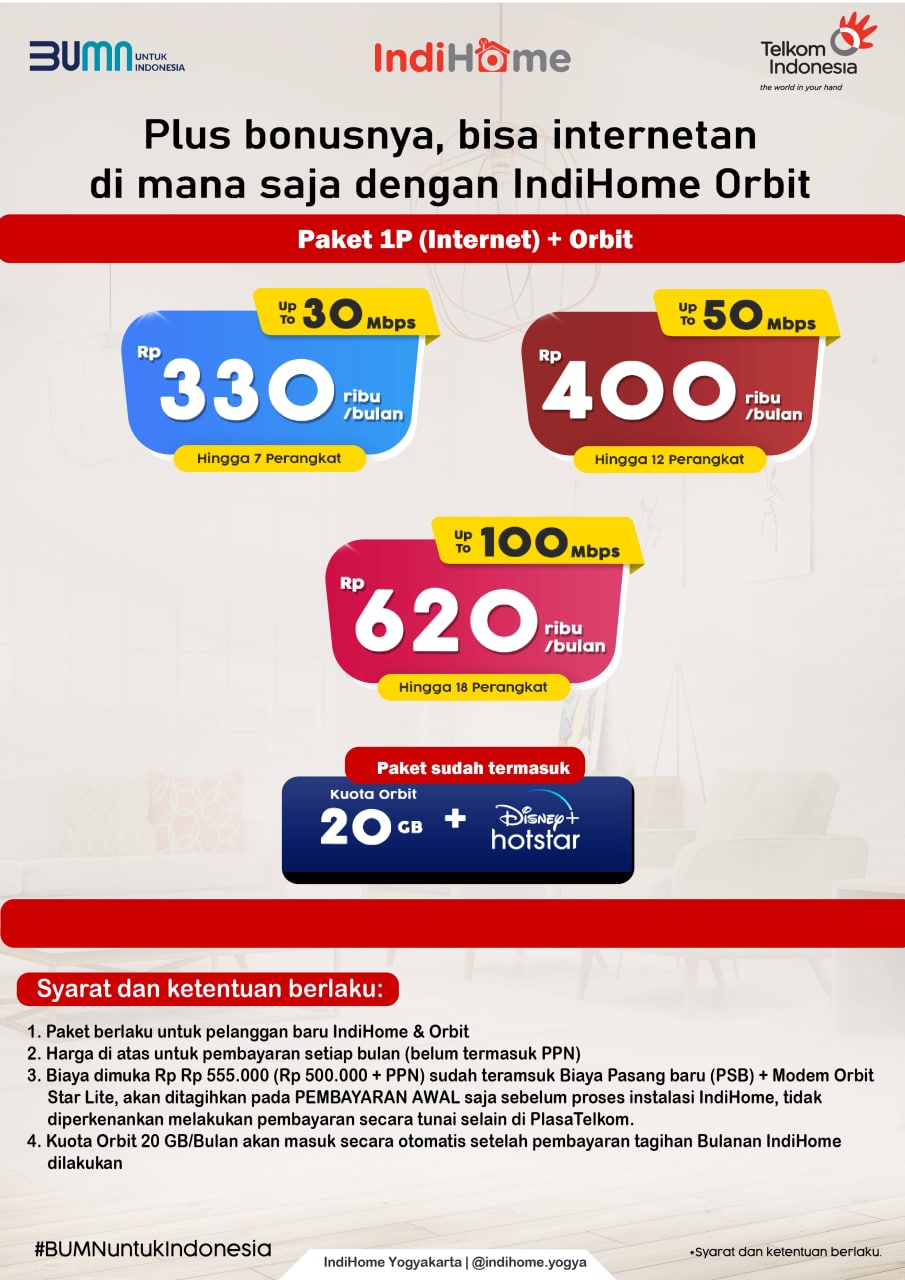 BUMN UNTUK INDONESIA
IndiHome
Telkom Indonesia
the world in your hand
Plus bonusnya, bisa internetan
di mana saja dengan IndiHome Orbit
Paket 1P (Internet) + Orbit
Up To 30 Mbps
Rp 330 ribu /bulan
Hingga 7 Perangkat
Up To 50 Mbps
Rp 400 ribu /bulan
Hingga 12 Perangkat
Up To 100 Mbps
Rp 620 ribu /bulan
Hingga 18 Perangkat
Paket sudah termasuk
Kuota Orbit
20 GB + Disney+ hotstar
Syarat dan ketentuan berlaku:
1. Paket berlaku untuk pelanggan baru IndiHome & Orbit
2. Harga di atas untuk pembayaran setiap bulan (belum termasuk PPN)
3. Biaya dimuka Rp Rp 555.000 (Rp 500.000 + PPN) sudah teramsuk Biaya Pasang baru (PSB) + Modem Orbit
Star Lite, akan ditagihkan pada PEMBAYARAN AWAL saja sebelum proses instalasi IndiHome, tidak
diperkenankan melakukan pembayaran secara tunai selain di PlasaTelkom.
4. Kuota Orbit 20 GB/Bulan akan masuk secara otomatis setelah pembayaran tagihan Bulanan IndiHome
dilakukan
#BUMNuntukIndonesia
IndiHome Yogyakarta | @indihome.yogya
*Syarat dan ketentuan berlaku.